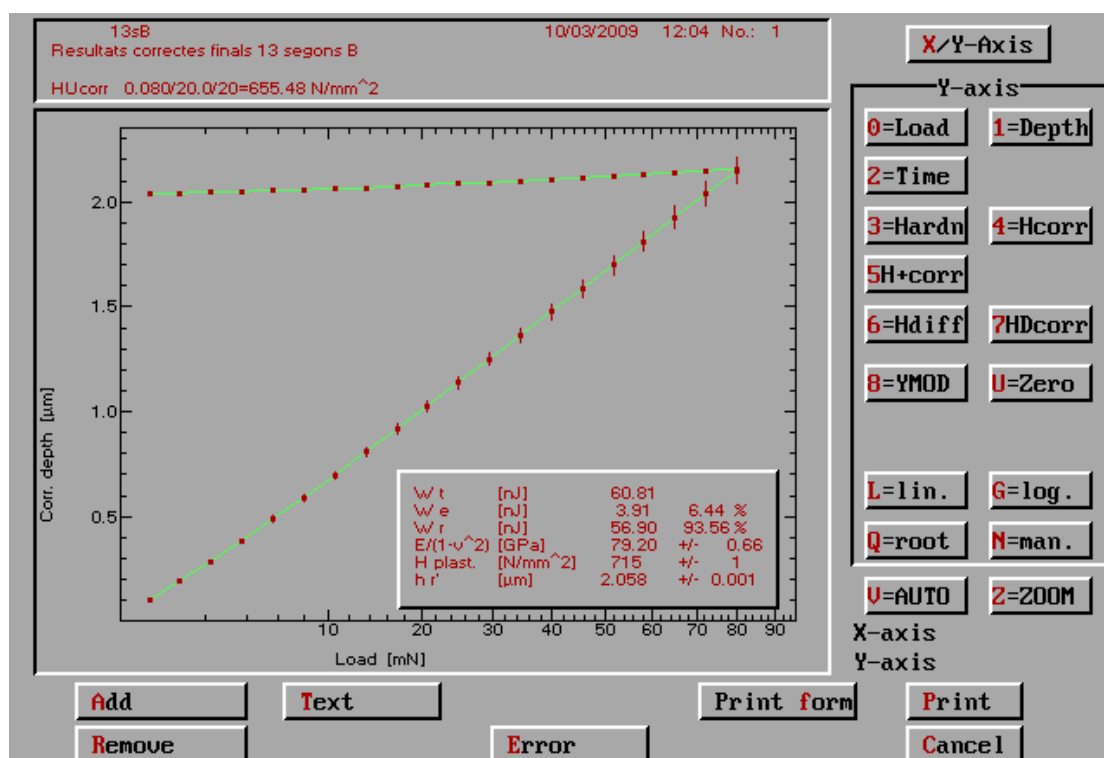 13sB 10/03/2009 12:04 No.: 1
Resultats correctes finals 13 segons B
HUcorr 0.080/20.0/20=655.48 N/mm^2
X/Y-Axis
Y-axis
0=Load 1=Depth
2=Time
3=Hardn 4=Hcorr
5H+corr
6=Hdiff 7HDcorr
8=YMOD U=Zero
L=lin. G=log.
Q=root N=man.
V=AUTO Z=ZOOM
X-axis
Y-axis
Corr. depth [µm]
2.0
1.5
1.0
0.5
W t [nJ] 60.81
W e [nJ] 3.91 6.44 %
W r [nJ] 56.90 93.56 %
E/(1-v^2) [GPa] 79.20 +/- 0.66
H plast. [N/mm^2] 715 +/- 1
h r' [µm] 2.058 +/- 0.001
10 20 30 40 50 60 70 80 90
Load [mN]
Add Text Print form Print
Remove Error Cancel